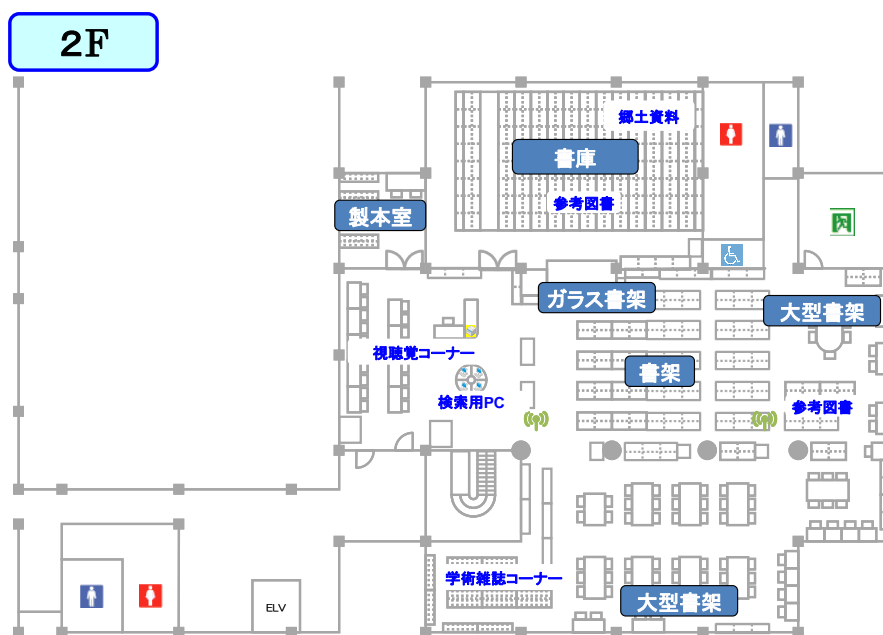 2F
郷土資料
書庫
参考図書
製本室
ガラス書架
大型書架
視聴覚コーナー
書架
検索用PC
参考図書
学術雑誌コーナー
大型書架
ELV